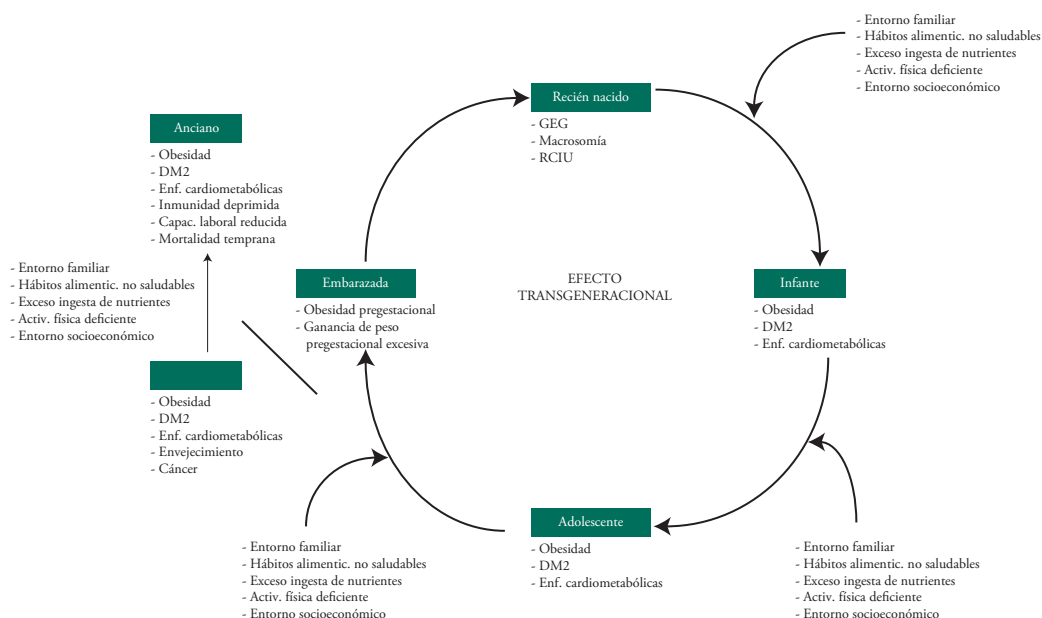 - Entorno familiar
- Hábitos alimentic. no saludables
- Exceso ingesta de nutrientes
- Activ. física deficiente
- Entorno socioeconómico
Recién nacido
- GEG
- Macrosomía
- RCIU
Anciano
- Obesidad
- DM2
- Enf. cardiometabólicas
- Inmunidad deprimida
- Capac. laboral reducida
- Mortalidad temprana
- Entorno familiar
- Hábitos alimentic. no saludables
- Exceso ingesta de nutrientes
- Activ. física deficiente
- Entorno socioeconómico
Embarazada
- Obesidad pregestacional
- Ganancia de peso
pregestacional excesiva
EFECTO
TRANSGENERACIONAL
Infante
- Obesidad
- DM2
- Enf. cardiometabólicas
- Obesidad
- DM2
- Enf. cardiometabólicas
- Envejecimiento
- Cáncer
Adolescente
- Obesidad
- DM2
- Enf. cardiometabólicas
- Entorno familiar
- Hábitos alimentic. no saludables
- Exceso ingesta de nutrientes
- Activ. física deficiente
- Entorno socioeconómico
- Entorno familiar
- Hábitos alimentic. no saludables
- Exceso ingesta de nutrientes
- Activ. física deficiente
- Entorno socioeconómico